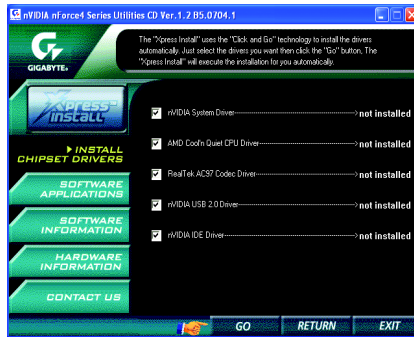 nVIDIA nForce4 Series Utilities CD Ver.1.2 B5.0704.1
GIGABYTE
The "Xpress Install" uses the "Click and Go" technology to install the drivers
automatically. Just select the drivers you want then click the "Go" button, The
"Xpress Install" will execute the installation for you automatically.
Xpress
Install
INSTALL
CHIPSET DRIVERS
SOFTWARE
APPLICATIONS
SOFTWARE
INFORMATION
HARDWARE
INFORMATION
CONTACT US
nVIDIA System Driver not installed
AMD Cool'n Quiet CPU Driver not installed
RealTek AC97 Codec Driver not installed
nVIDIA USB 2.0 Driver not installed
nVIDIA IDE Driver not installed
GO RETURN EXIT